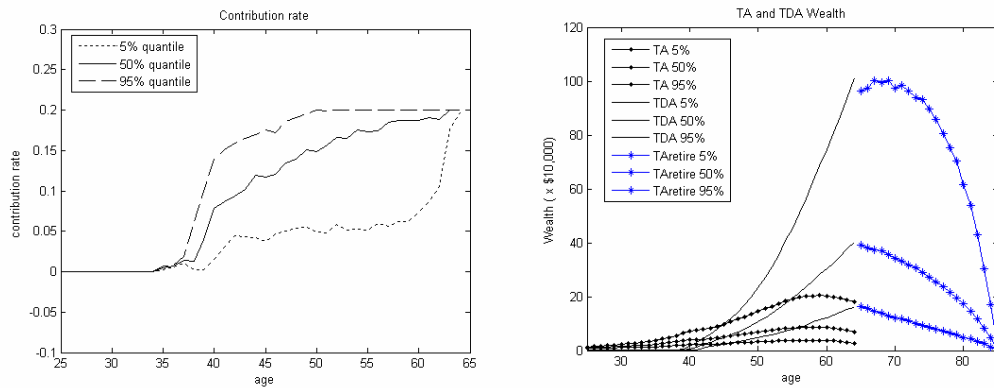 Contribution rate
0.3
0.25
0.2
0.15
0.1
0.05
0
-0.05
-0.1
contribution rate
5% quantile
50% quantile
95% quantile
25 30 35 40 45 50 55 60 65
age
TA and TDA Wealth
120
100
80
60
40
20
0
Wealth ( x $10,000)
TA 5%
TA 50%
TA 95%
TDA 5%
TDA 50%
TDA 95%
TAretire 5%
TAretire 50%
TAretire 95%
30 40 50 60 70 80
age